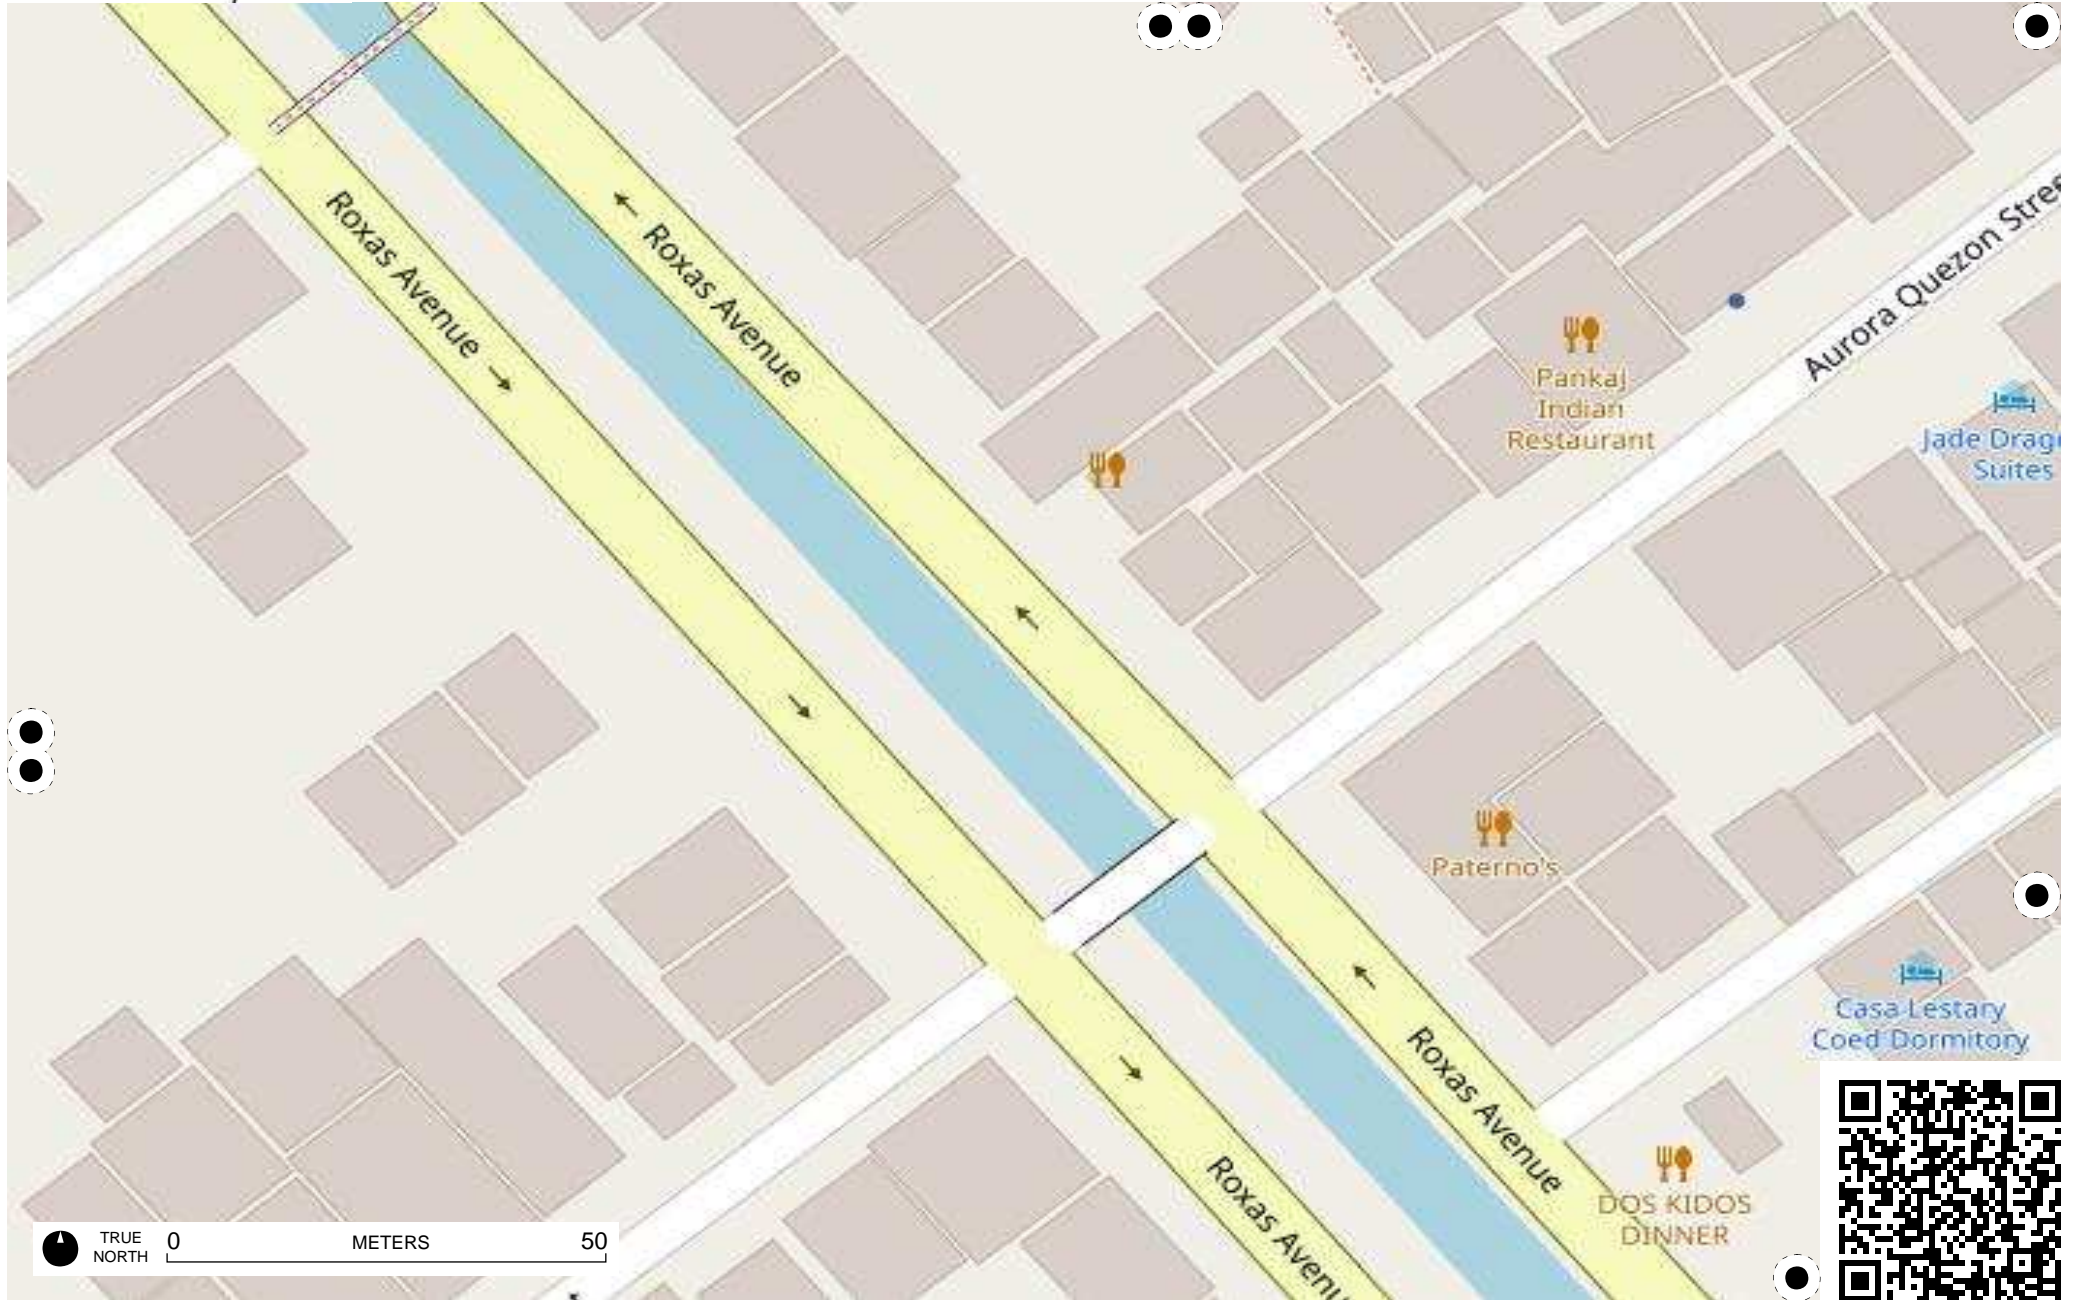 Roxas Avenue
Roxas Avenue
Aurora Quezon Stree
Pankaj
Indian
Restaurant
Jade Drag
Suites
Paterno's
Casa Lestary
Coed Dormitory
Roxas Avenue
Roxas Avenu
DOS KIDOS
DINNER
TRUE
NORTH
0
METERS
50